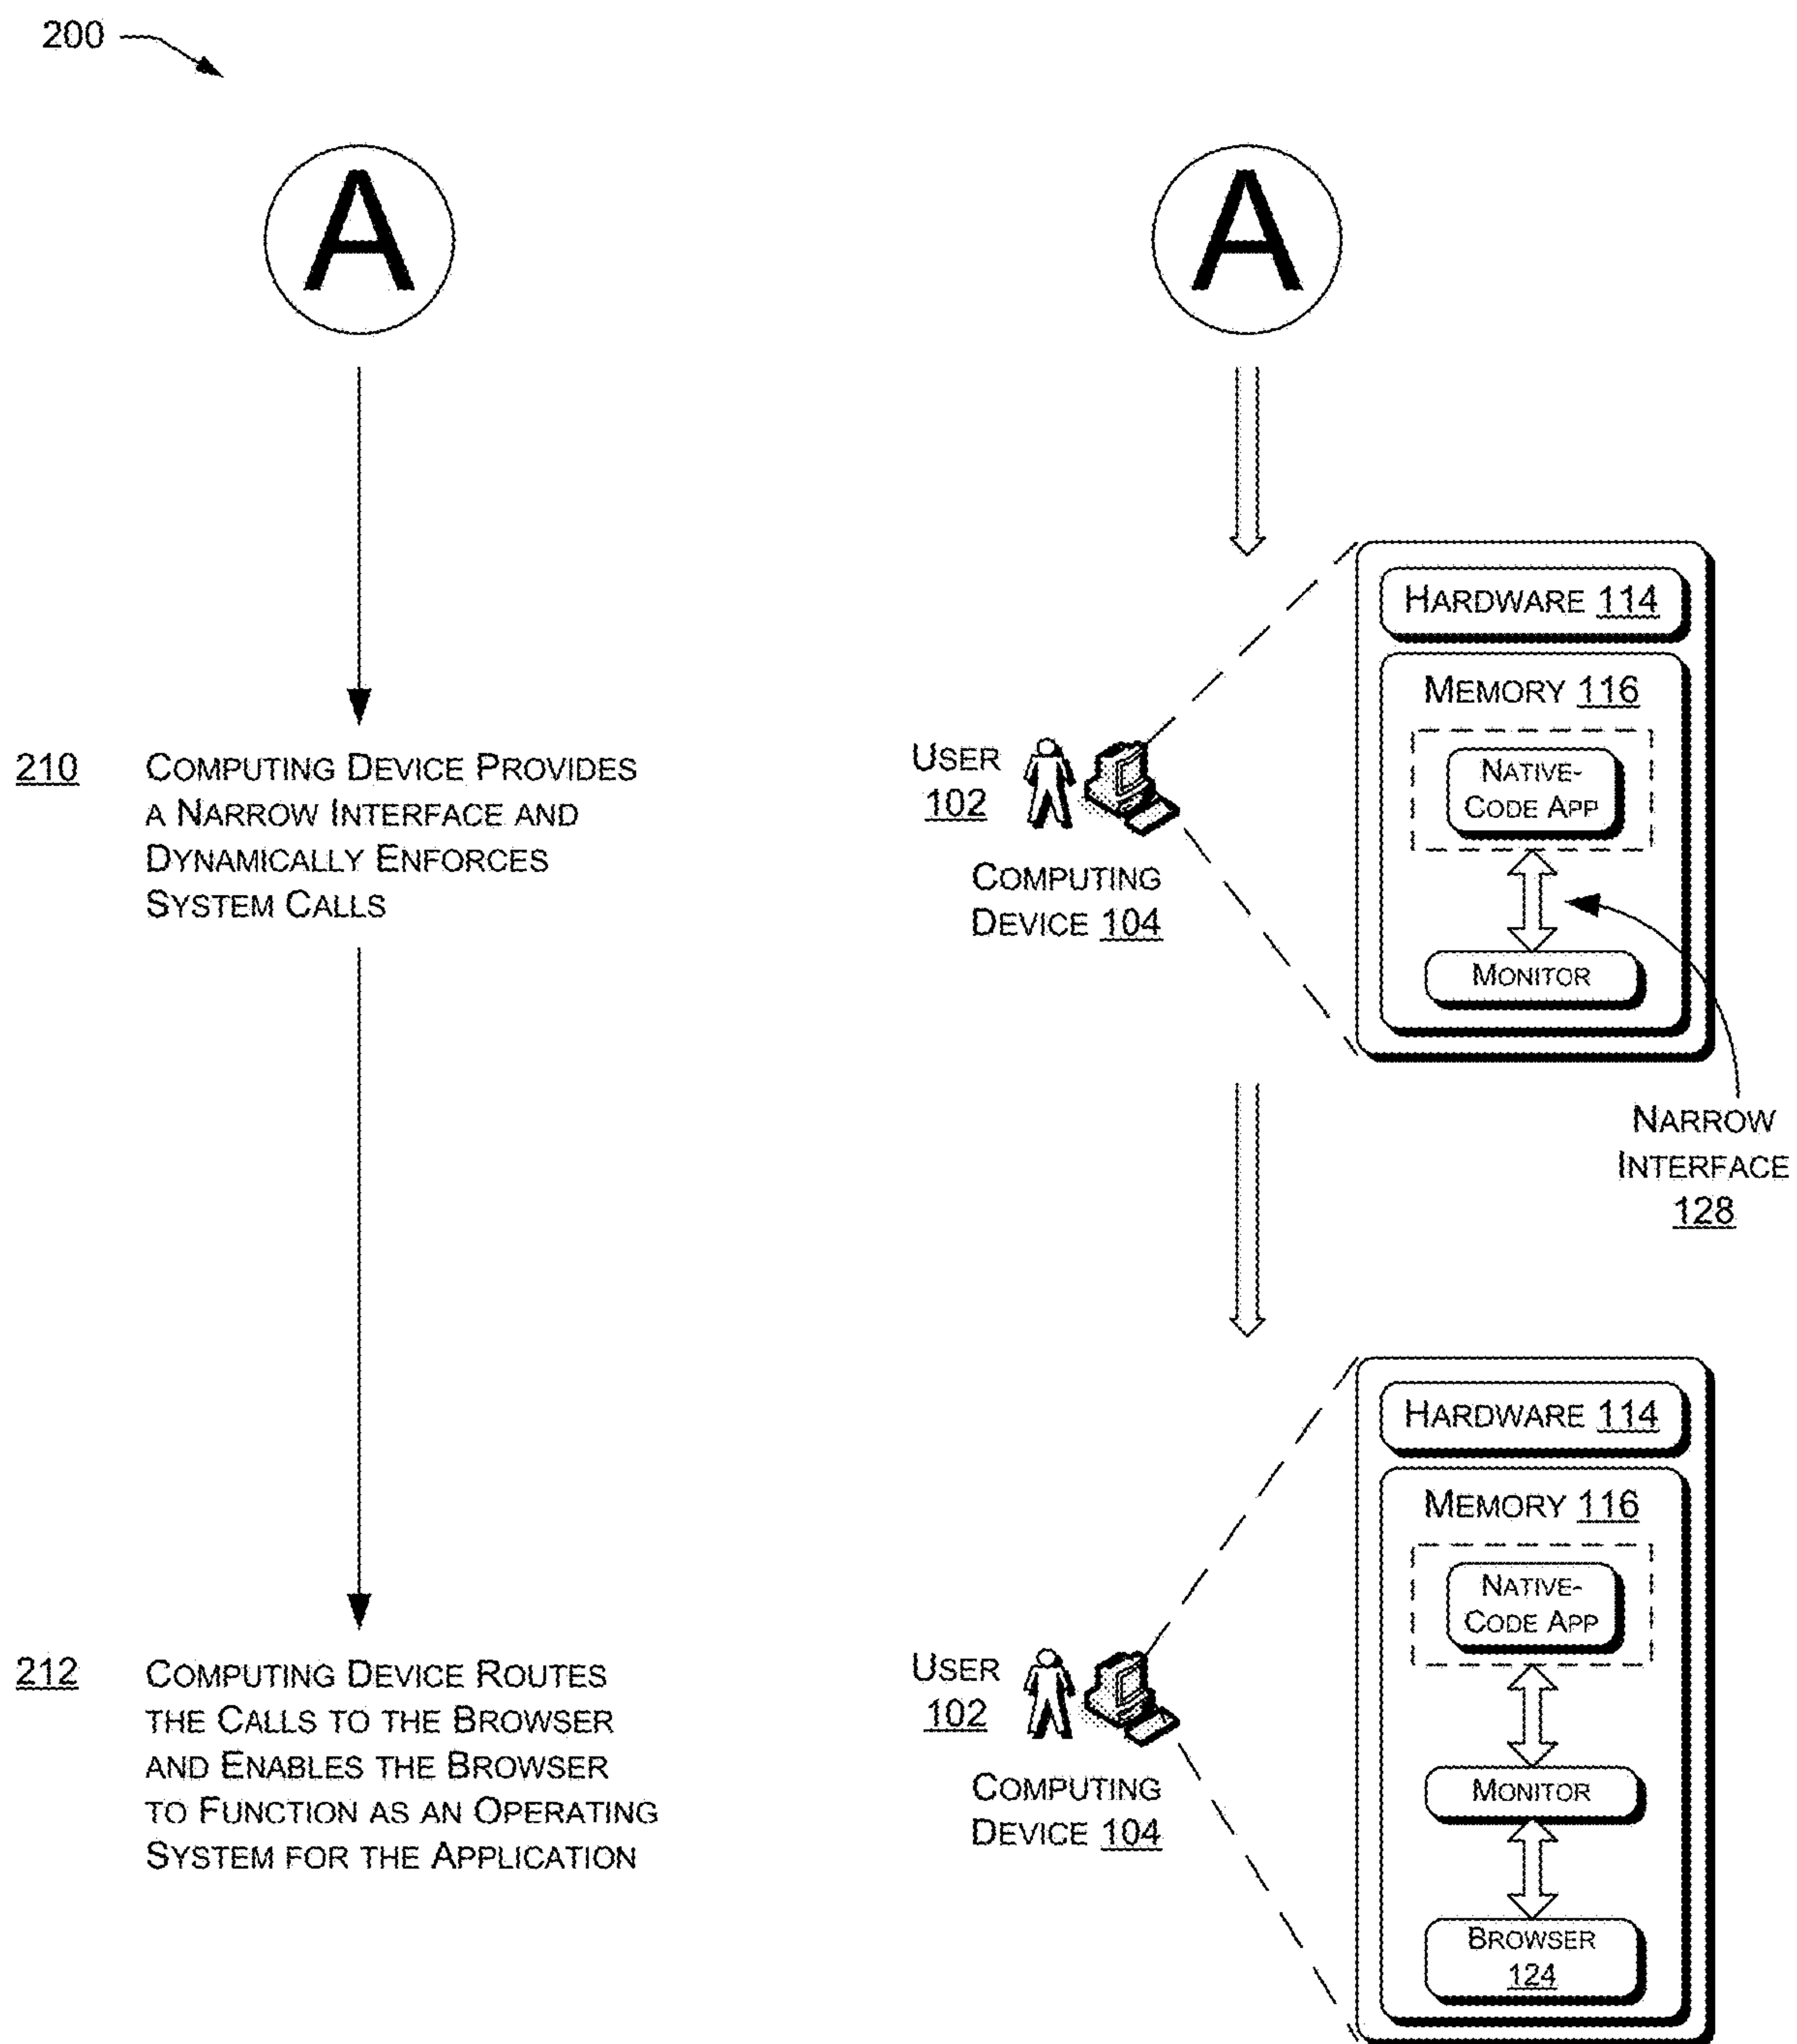 200
A
A
HARDWARE 114
MEMORY 116
NATIVE-
CODE APP
MONITOR
NARROW
INTERFACE
128
USER
102
COMPUTING
DEVICE 104
210 COMPUTING DEVICE PROVIDES
A NARROW INTERFACE AND
DYNAMICALLY ENFORCES
SYSTEM CALLS
HARDWARE 114
MEMORY 116
NATIVE-
CODE APP
MONITOR
BROWSER
124
USER
102
COMPUTING
DEVICE 104
212 COMPUTING DEVICE ROUTES
THE CALLS TO THE BROWSER
AND ENABLES THE BROWSER
TO FUNCTION AS AN OPERATING
SYSTEM FOR THE APPLICATION